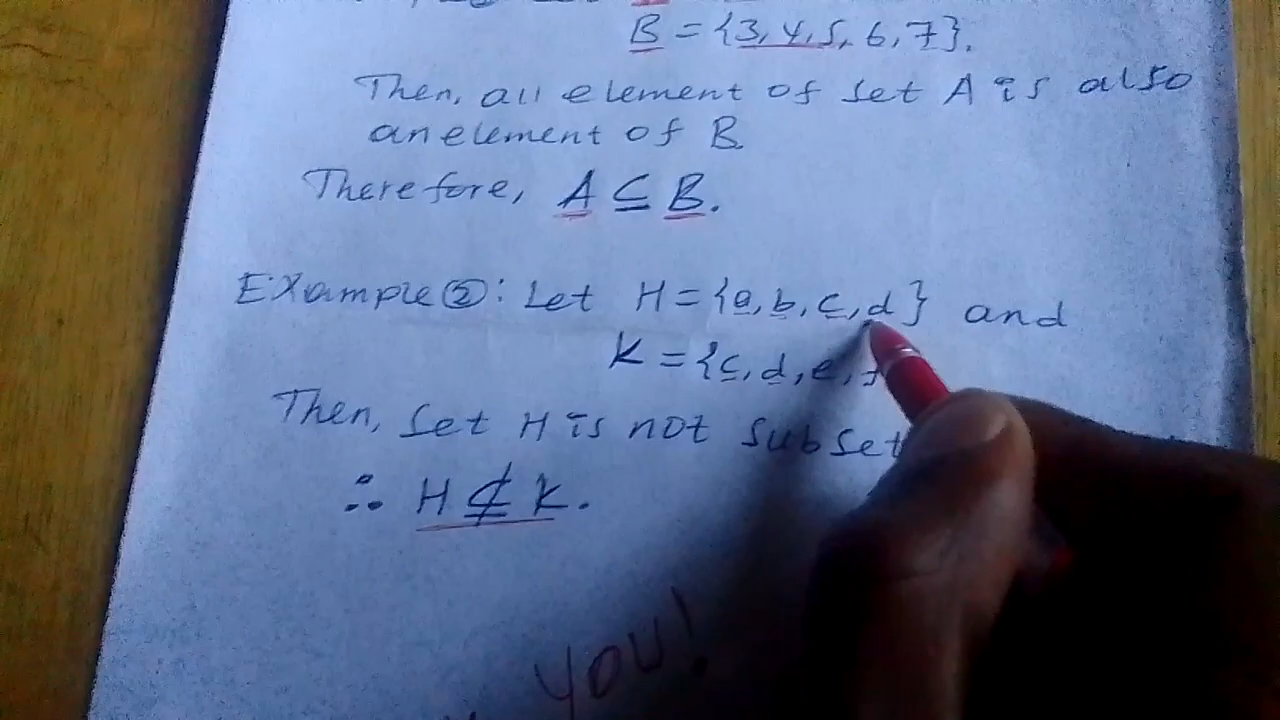 B = {3, 4, 5, 6, 7}.
Then, all element of set A is also
an element of B
Therefore, A ⊆ B.
Example ②: Let H = {a, b, c, d} and
K = {c, d, e,
Then, set H is not subset
∴ H ⊈ K.
YOU!